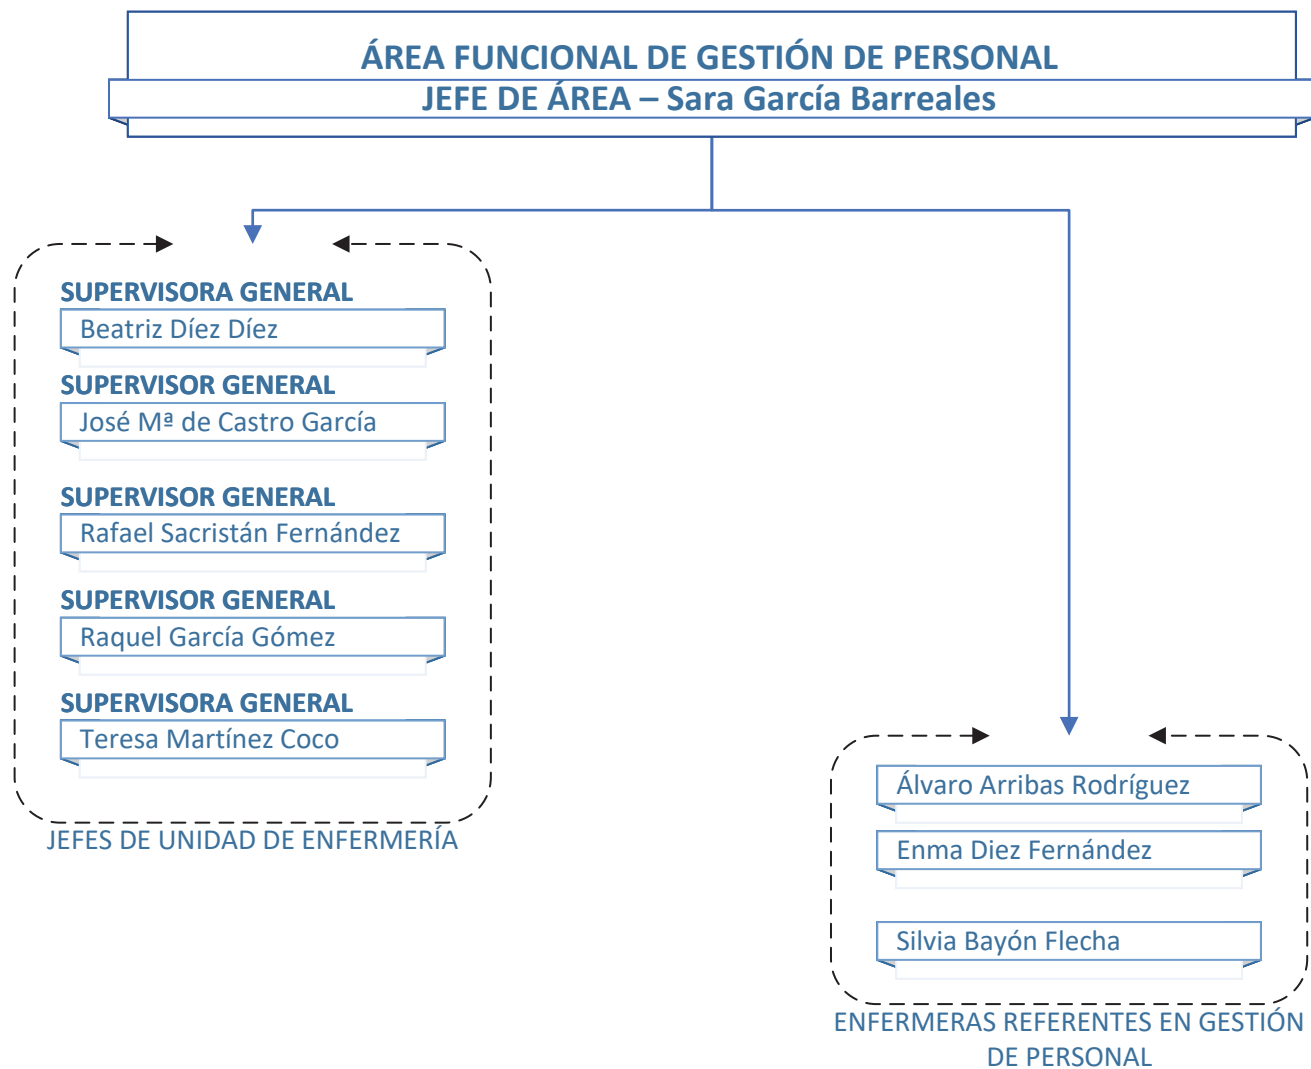 ÁREA FUNCIONAL DE GESTIÓN DE PERSONAL
JEFE DE ÁREA – Sara García Barreales
SUPERVISORA GENERAL
Beatriz Díez Díez
SUPERVISOR GENERAL
José Mª de Castro García
SUPERVISOR GENERAL
Rafael Sacristán Fernández
SUPERVISOR GENERAL
Raquel García Gómez
SUPERVISORA GENERAL
Teresa Martínez Coco
JEFES DE UNIDAD DE ENFERMERÍA
Álvaro Arribas Rodríguez
Enma Diez Fernández
Silvia Bayón Flecha
ENFERMERAS REFERENTES EN GESTIÓN
DE PERSONAL